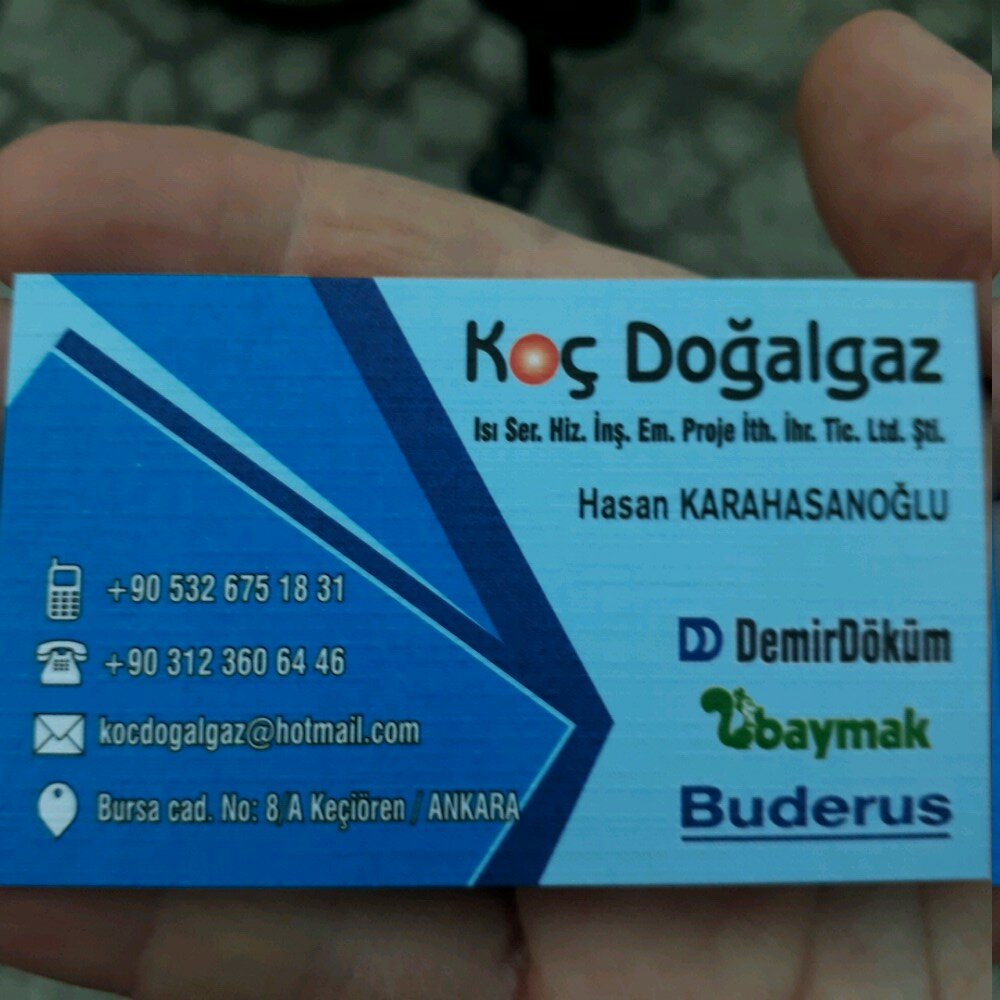 Koç Doğalgaz
Isı Ser. Hiz. İnş. Em. Proje İth. İhr. Tic. Ltd. Şti.
Hasan KARAHASANOĞLU
+90 532 675 18 31
+90 312 360 64 46
kocdogalgaz@hotmail.com
Bursa cad. No: 8/A Keçiören / ANKARA
DD DemirDöküm
baymak
Buderus